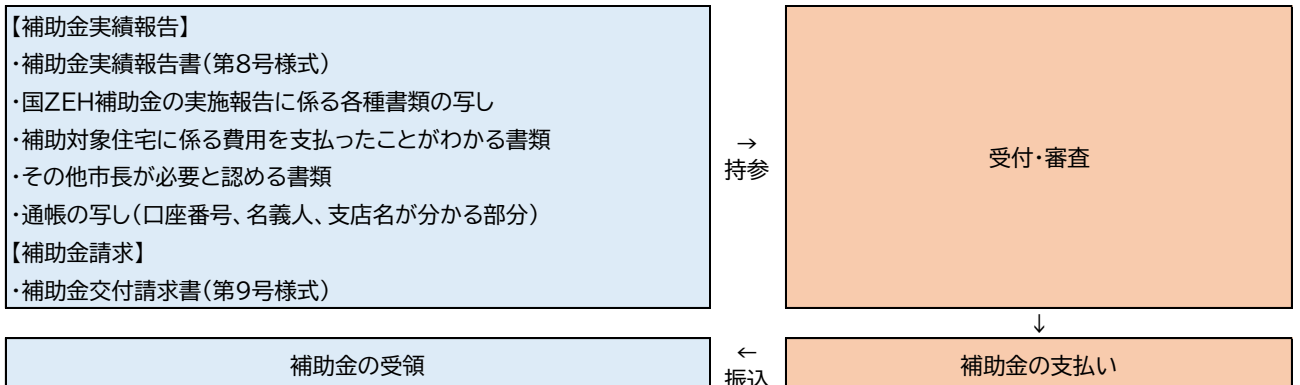 【補助金実績報告】
・補助金実績報告書（第8号様式）
・国ZEH補助金の実施報告に係る各種書類の写し
・補助対象住宅に係る費用を支払ったことがわかる書類
・その他市長が必要と認める書類
・通帳の写し（口座番号、名義人、支店名が分かる部分）
【補助金請求】
・補助金交付請求書（第9号様式）
→
持参
受付・審査
↓
補助金の支払い
←
振込
補助金の受領